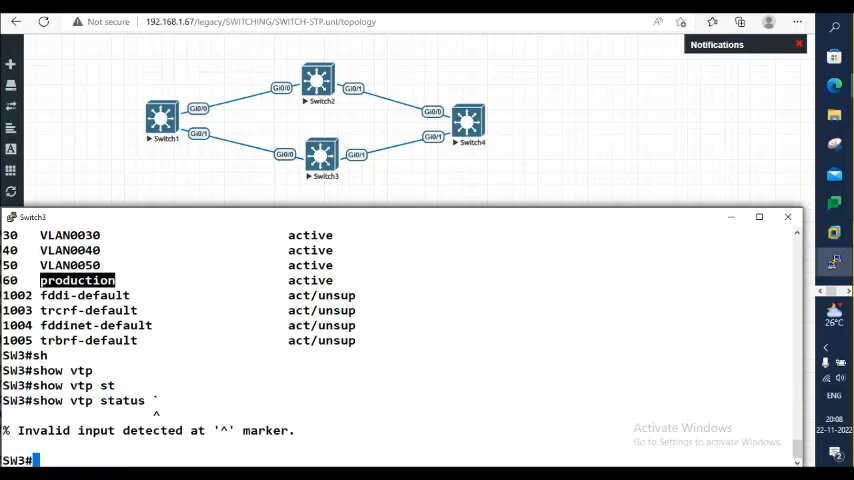 Not secure | 192.168.1.67/legacy/SWITCHING/SWITCH-STP.unl/topology
Notifications
Gi0/0 Gi0/0 Switch2 Gi0/1 Gi0/0
Switch1 Gi0/1 Gi0/1 Switch4
Gi0/0 Switch3 Gi0/1
Switch3
30 VLAN0030 active
40 VLAN0040 active
50 VLAN0050 active
60 production active
1002 fddi-default act/unsup
1003 trcrf-default act/unsup
1004 fddinet-default act/unsup
1005 trbrf-default act/unsup
SW3#sh
SW3#show vtp
SW3#show vtp st
SW3#show vtp status `
^
% Invalid input detected at '^' marker.
SW3#
Activate Windows
Go to Settings to activate Windows.
26°C
ENG
20:08
22-11-2022
2